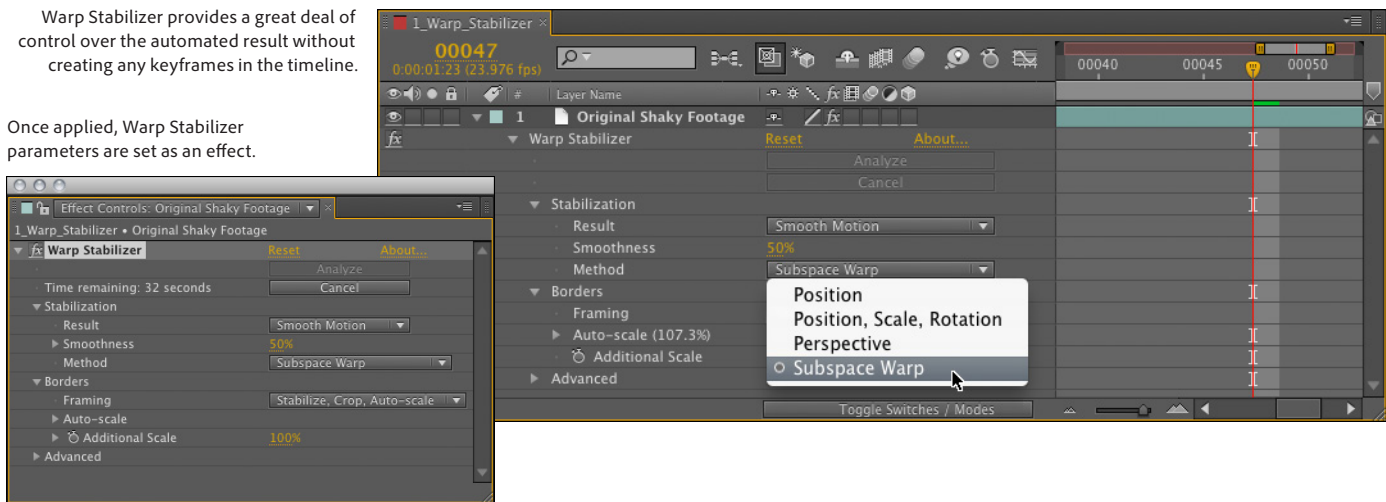 Warp Stabilizer provides a great deal of
control over the automated result without
creating any keyframes in the timeline.
Once applied, Warp Stabilizer
parameters are set as an effect.
Effect Controls: Original Shaky Footage
1_Warp_Stabilizer • Original Shaky Footage
fx Warp Stabilizer Reset About...
Analyze
Time remaining: 32 seconds Cancel
Stabilization
Result Smooth Motion
Smoothness 50%
Method Subspace Warp
Borders
Framing Stabilize, Crop, Auto-scale
Auto-scale
Additional Scale 100%
Advanced
1_Warp_Stabilizer
00047
0:00:01:23 (23.976 fps)
00040 00045 00050
# Layer Name fx
1 Original Shaky Footage fx
fx Warp Stabilizer Reset About...
Analyze
Cancel
Stabilization
Result Smooth Motion
Smoothness 50%
Method Subspace Warp
Borders
Framing
Auto-scale (107.3%)
Additional Scale
Advanced
Position
Position, Scale, Rotation
Perspective
Subspace Warp
Toggle Switches / Modes